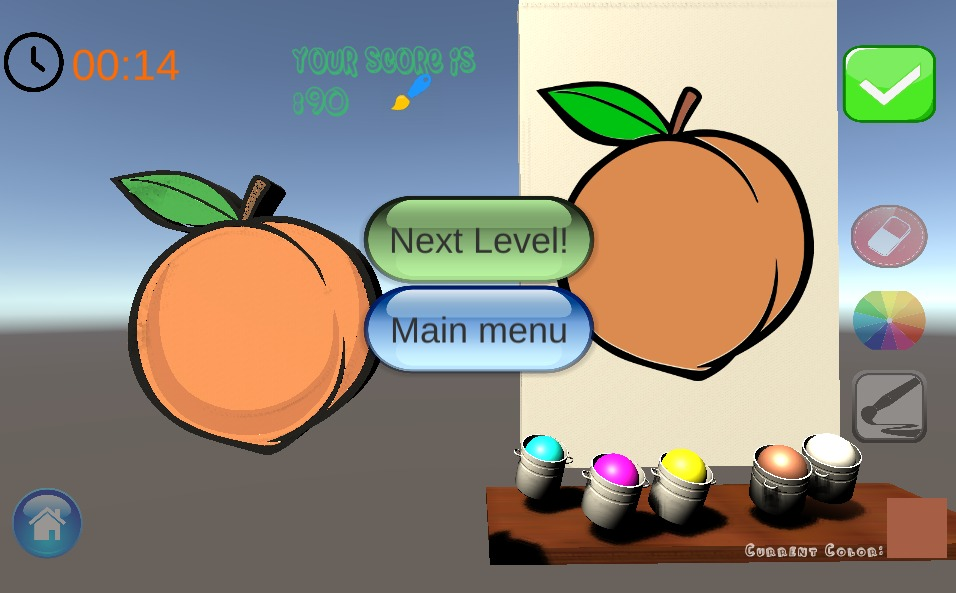 00:14
YOUR SCORE IS
:90
Next Level!
Main menu
CURRENT COLOR: